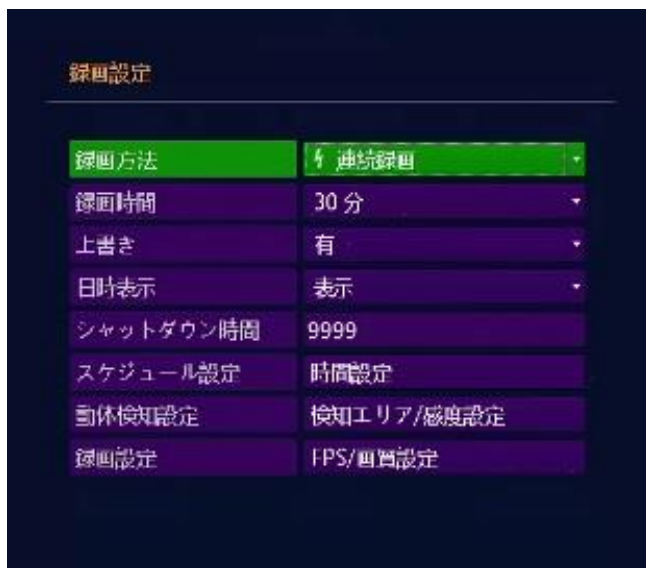 録画設定
録画方法 連続録画
録画時間 30 分
上書き 有
日時表示 表示
シャットダウン時間 9999
スケジュール設定 時間設定
動体検知設定 検知エリア/感度設定
録画設定 FPS/画質設定